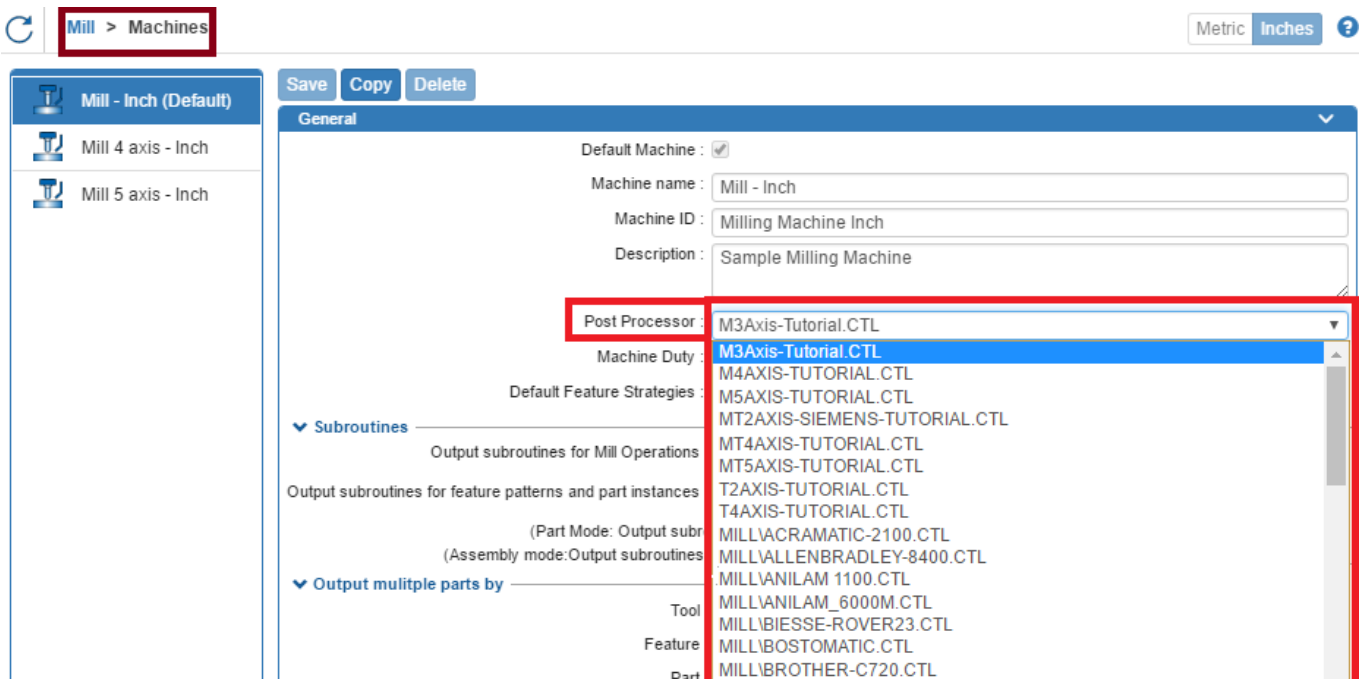 Mill > Machines
Metric Inches ?
Mill - Inch (Default)
Mill 4 axis - Inch
Mill 5 axis - Inch
Save Copy Delete
General
Default Machine :
Machine name : Mill - Inch
Machine ID : Milling Machine Inch
Description : Sample Milling Machine
Post Processor : M3Axis-Tutorial.CTL
Machine Duty : M3Axis-Tutorial.CTL
M4AXIS-TUTORIAL.CTL
Default Feature Strategies : M5AXIS-TUTORIAL.CTL
MT2AXIS-SIEMENS-TUTORIAL.CTL
Subroutines
Output subroutines for Mill Operations MT4AXIS-TUTORIAL.CTL
MT5AXIS-TUTORIAL.CTL
Output subroutines for feature patterns and part instances T2AXIS-TUTORIAL.CTL
T4AXIS-TUTORIAL.CTL
(Part Mode: Output subr MILL\ACRAMATIC-2100.CTL
(Assembly mode:Output subroutines MILL\ALLENBRADLEY-8400.CTL
Output mulitple parts by MILL\ANILAM 1100.CTL
Tool MILL\ANILAM_6000M.CTL
MILL\BIESSE-ROVER23.CTL
Feature MILL\BOSTOMATIC.CTL
Part MILL\BROTHER-C720.CTL